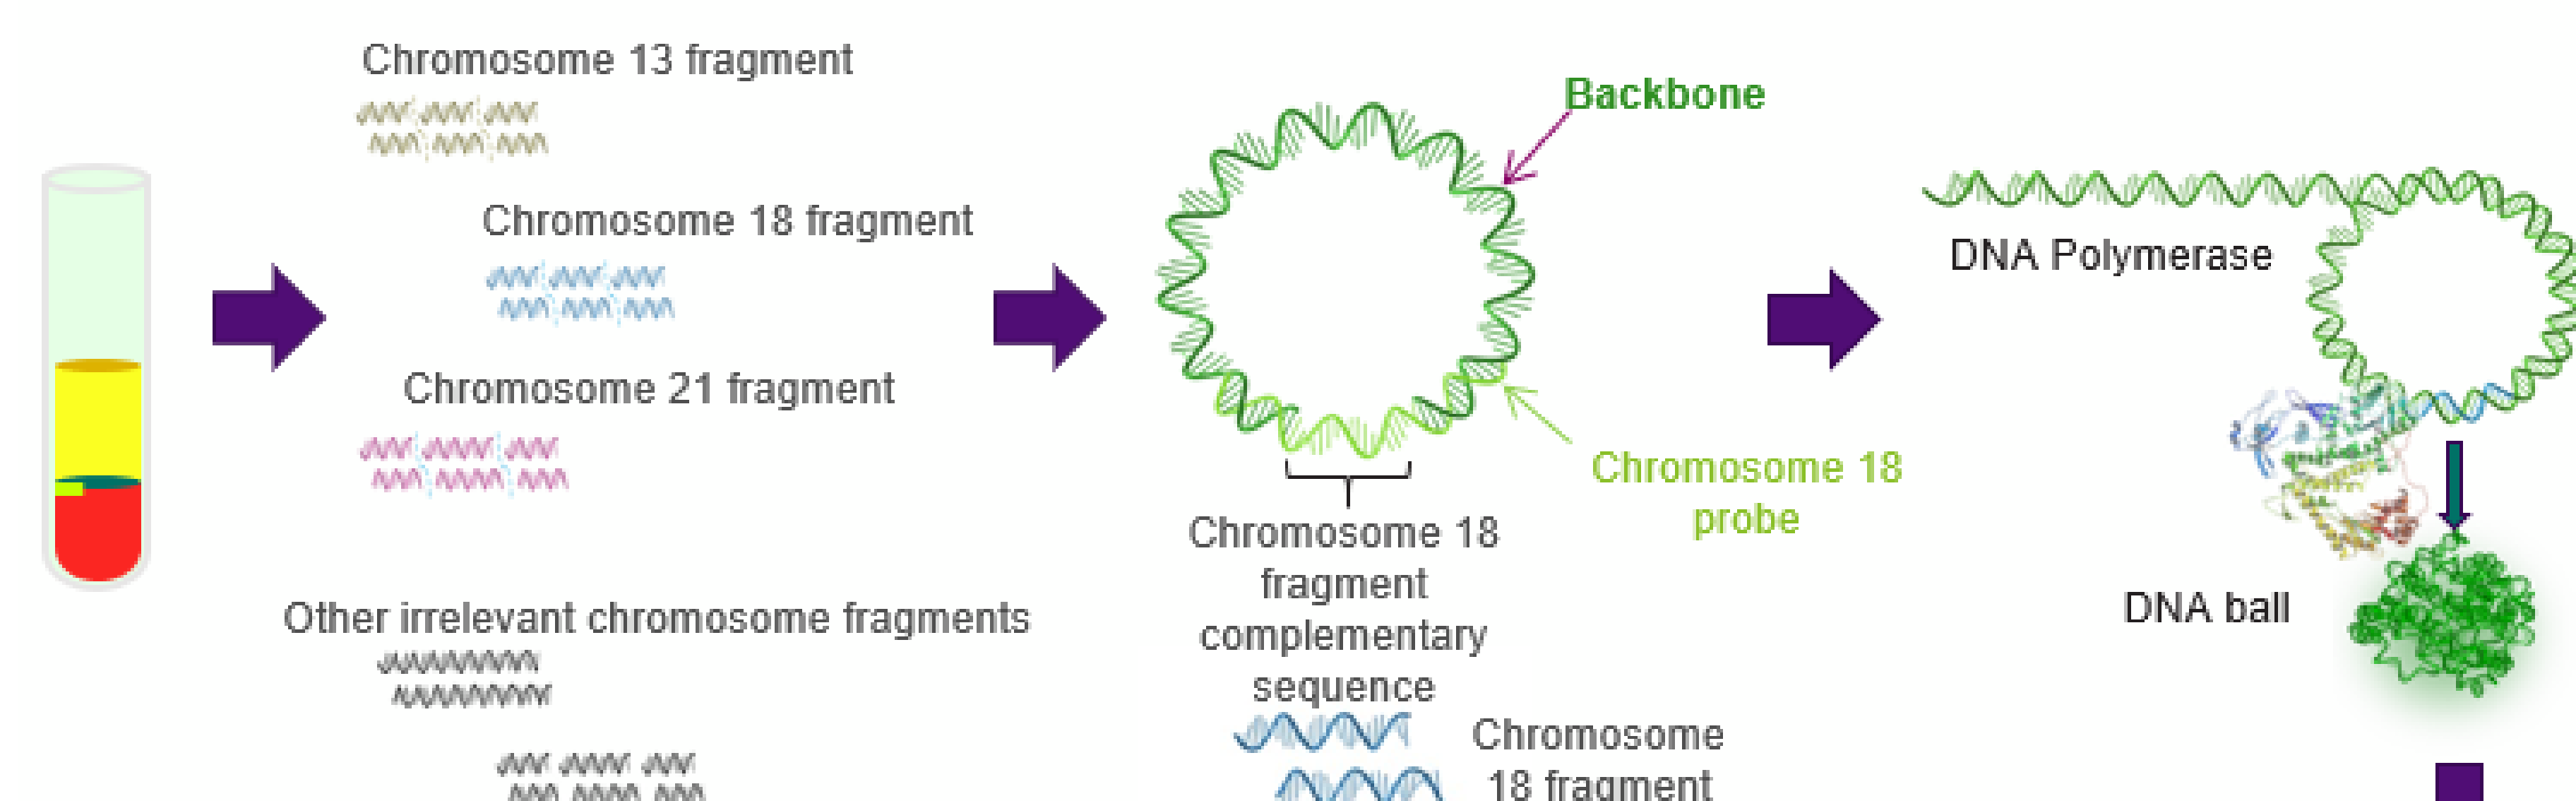 Chromosome 13 fragment
Chromosome 18 fragment
Chromosome 21 fragment
Other irrelevant chromosome fragments
Backbone
Chromosome 18
probe
Chromosome 18
fragment
complementary
sequence
Chromosome
18 fragment
DNA Polymerase
DNA ball